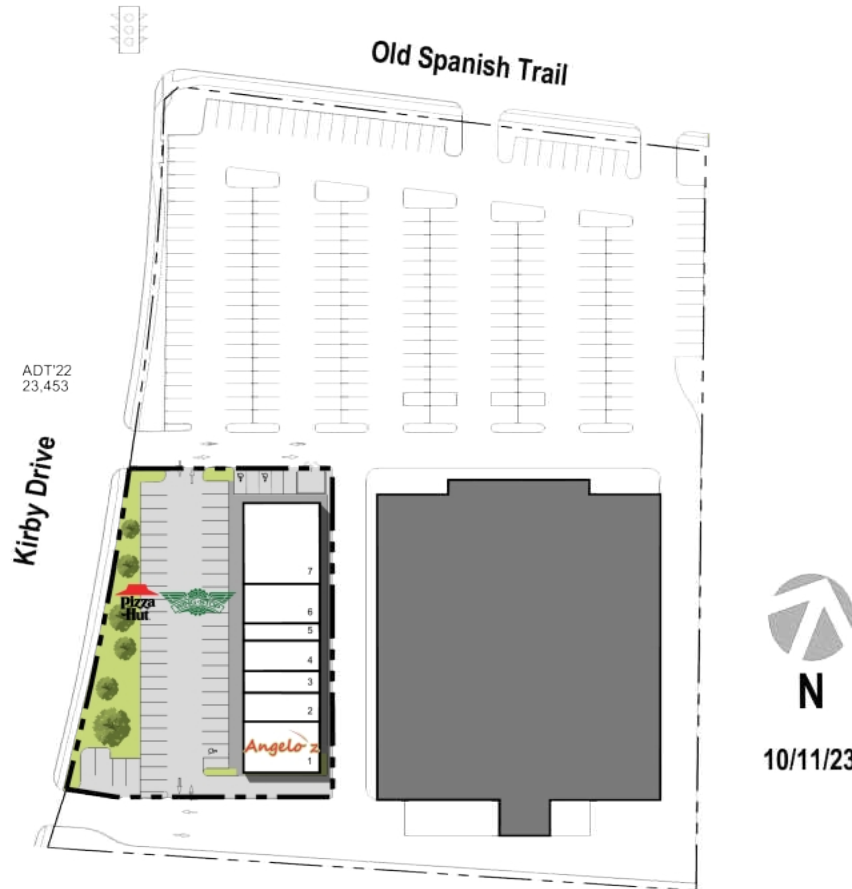 Old Spanish Trail
ADT'22
23,453
Kirby Drive
7
Pizza
Hut
6
5
4
3
2
Angelo'z
1
N
10/11/23